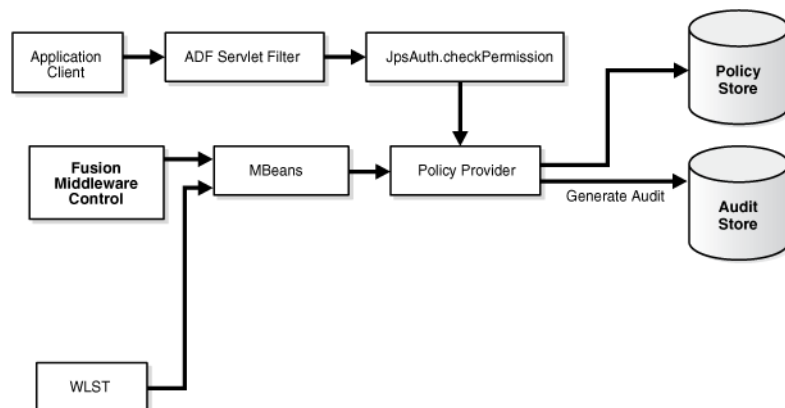 Application
Client
ADF Servlet Filter
JpsAuth.checkPermission
Policy
Store
Fusion
Middleware
Control
MBeans
Policy Provider
Generate Audit
Audit
Store
WLST